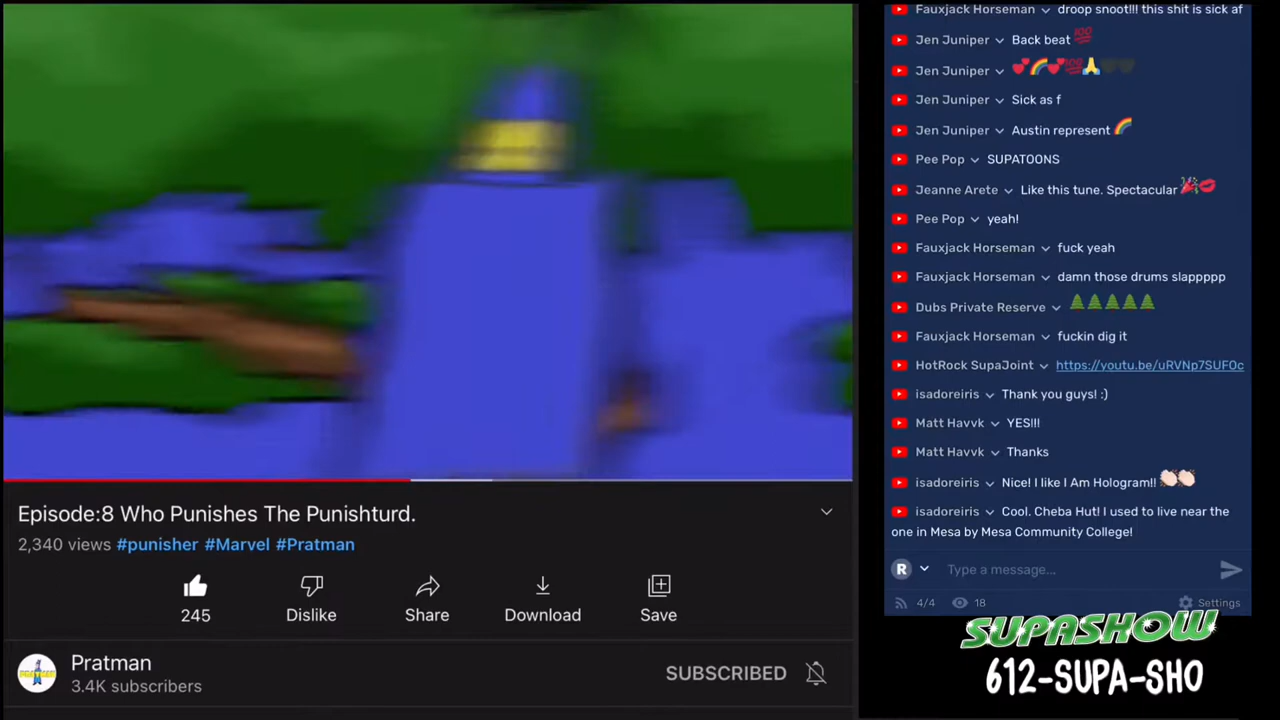 Episode:8 Who Punishes The Punishturd.
2,340 views #punisher #Marvel #Pratman
245
Dislike
Share
Download
Save
Pratman
3.4K subscribers
SUBSCRIBED
Fauxjack Horseman droop snoot!!! this shit is sick af
Jen Juniper Back beat 💯
Jen Juniper 💕🌈💕💯🙏
Jen Juniper Sick as f
Jen Juniper Austin represent 🌈
Pee Pop SUPATOONS
Jeanne Arete Like this tune. Spectacular 🎉💋
Pee Pop yeah!
Fauxjack Horseman fuck yeah
Fauxjack Horseman damn those drums slappppp
Dubs Private Reserve 🌲🌲🌲🌲🌲
Fauxjack Horseman fuckin dig it
HotRock SupaJoint https://youtu.be/uRVNp7SUF0c
isadoreiris Thank you guys! :)
Matt Havvk YES!!!
Matt Havvk Thanks
isadoreiris Nice! I like I Am Hologram!! 👏🏻👏🏻
isadoreiris Cool. Cheba Hut! I used to live near the
one in Mesa by Mesa Community College!
R Type a message...
4/4 18 Settings
SUPASHOW
612-SUPA-SHO